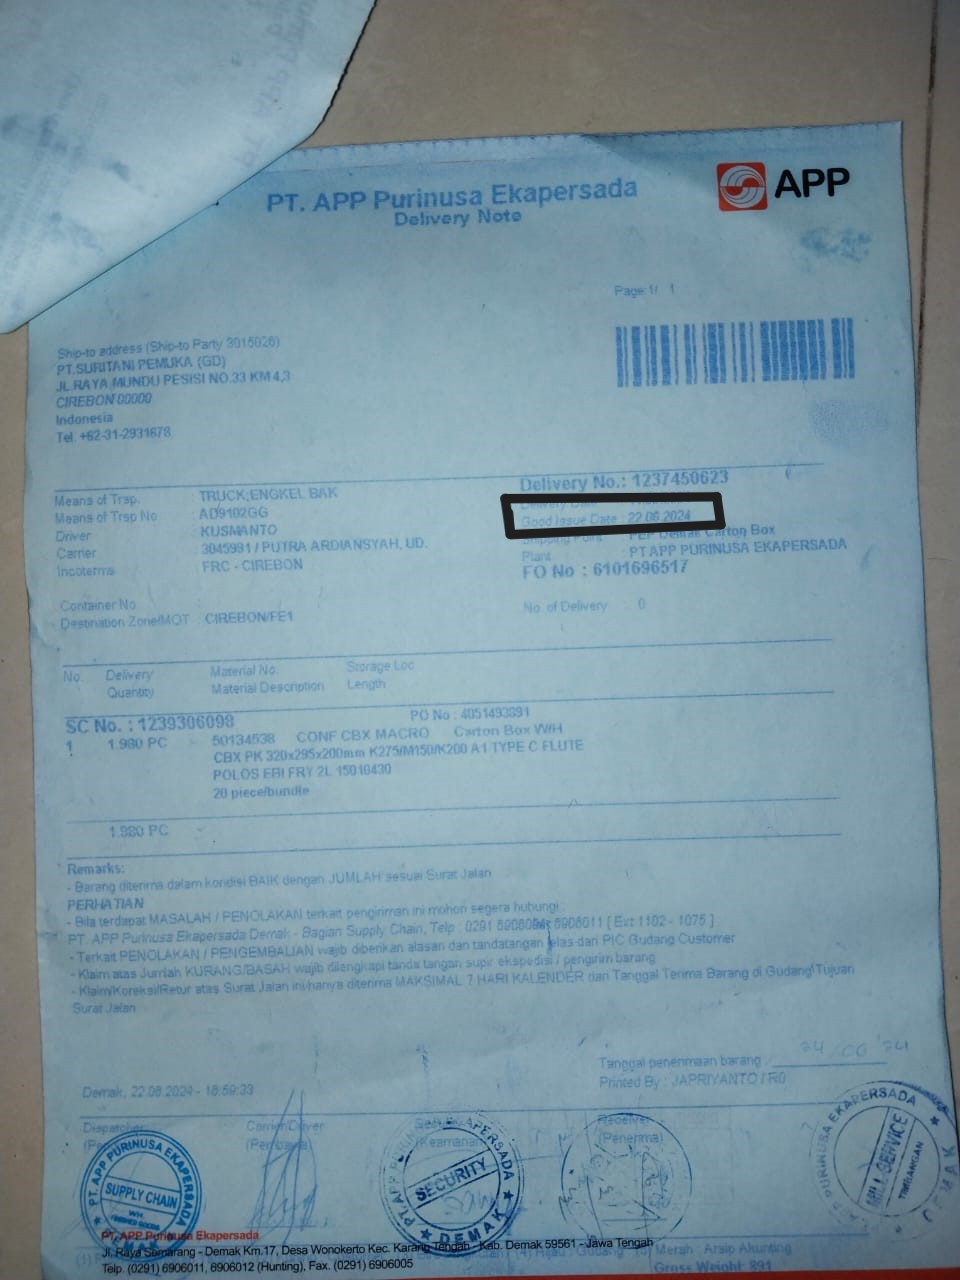 APP
PT. APP Purinusa Ekapersada
Delivery Note
Page: 1/ 1
Ship-to address (Ship-to Party 3015026)
PT.SURITANI PEMUKA (GD)
JL.RAYA MUNDU PESISI NO.33 KM 4,3
CIREBON 00000
Indonesia
Tel. +62-31-2931678
Means of Trsp. : TRUCK;ENGKEL BAK
Means of Trsp No : AD9102GG
Driver : KUSMANTO
Carrier : 3045991 / PUTRA ARDIANSYAH, UD.
Incoterms : FRC - CIREBON
Container No
Destination Zone/MOT : CIREBON/FE1
Delivery No.: 1237450623
Delivery Date
Good Issue Date : 22.06.2024
Shipping Point : PEP Demak Carton Box
Plant : PT APP PURINUSA EKAPERSADA
FO No : 6101696517
No. of Delivery : 0
No. Delivery Material No. Storage Loc
Quantity Material Description Length
SC No. : 1239306098 PO No : 4051493891
1 1.980 PC 50134538 CONF CBX MACRO Carton Box W/H
CBX PK 320x295x200mm K275/M150/K200 A1 TYPE C FLUTE
POLOS EBI FRY 2L 15010430
20 piece/bundle
1.980 PC
Remarks:
- Barang diterima dalam kondisi BAIK dengan JUMLAH sesuai Surat Jalan
PERHATIAN
- Bila terdapat MASALAH / PENOLAKAN terkait pengiriman ini mohon segera hubungi :
PT. APP Purinusa Ekapersada Demak - Bagian Supply Chain, Telp : 0291 6906011 [ Ext 1102 - 1075 ]
- Terkait PENOLAKAN / PENGEMBALIAN wajib diberikan alasan dan tandatangan jelas dari PIC Gudang Customer
- Klaim atas Jumlah KURANG/BASAH wajib dilengkapi tanda tangan supir ekspedisi / pengirim barang
- Klaim/Koreksi/Retur atas Surat Jalan ini hanya diterima MAKSIMAL 7 HARI KALENDER dari Tanggal Terima Barang di Gudang/Tujuan
Surat Jalan
Tanggal penerimaan barang 24/06 '24
Demak, 22.06.2024 - 18:59:33
Printed By : JAPRIYANTO / R0
Dispatcher Carrier/Driver Receiver
(Pembawa) (Keamanan) (Penerima)
PT. APP PURINUSA EKAPERSADA
SUPPLY CHAIN
WH.
FINISHED GOODS
DEMAK
SECURITY
DEMAK
PURINUSA EKAPERSADA
MILL SERVICE
TIMBANGAN
DEMAK
PT. APP Purinusa Ekapersada
Jl. Raya Semarang - Demak Km.17, Desa Wonokerto Kec. Karang Tengah - Kab. Demak 59561 - Jawa Tengah
Telp. (0291) 6906011, 6906012 (Hunting), Fax. (0291) 6906005
Merah : Arsip Akunting
Gross Weight: 891